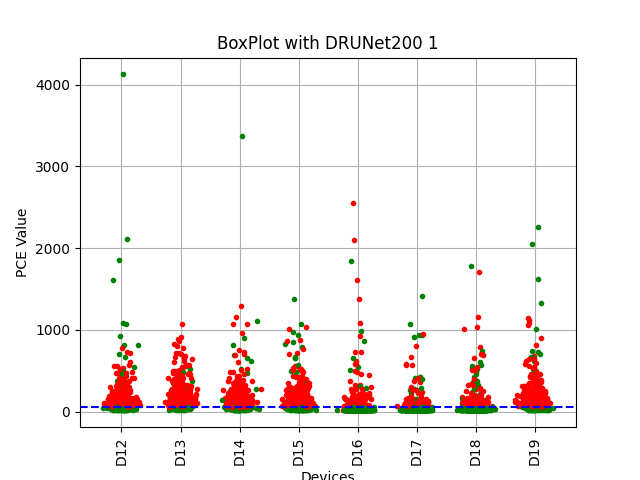 BoxPlot with DRUNet200 1
PCE Value
4000
3000
2000
1000
0
D12
D13
D14
D15
D16
D17
D18
D19
Devices